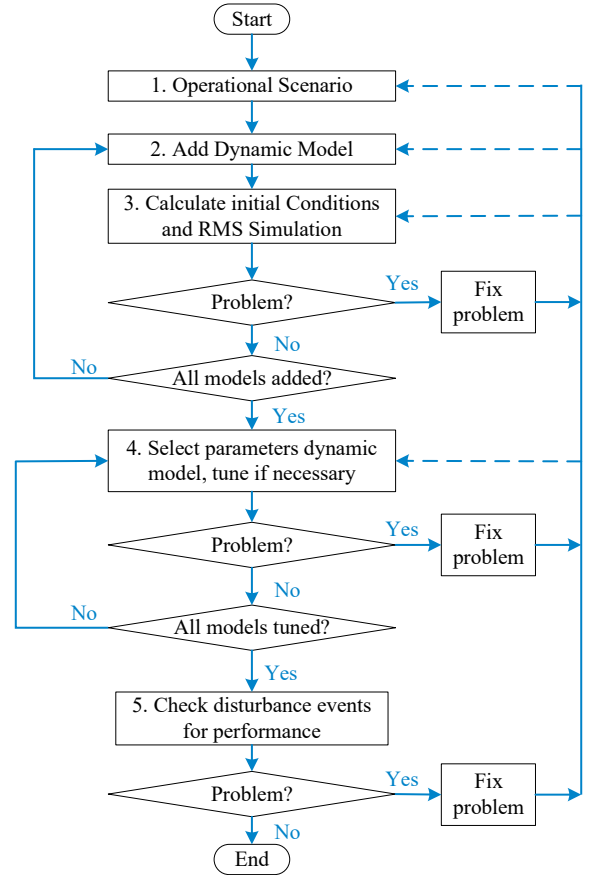 Start
1. Operational Scenario
2. Add Dynamic Model
3. Calculate initial Conditions
and RMS Simulation
Problem?
Yes
Fix
problem
No
All models added?
No
Yes
4. Select parameters dynamic
model, tune if necessary
Problem?
Yes
Fix
problem
No
All models tuned?
No
Yes
5. Check disturbance events
for performance
Problem?
Yes
Fix
problem
No
End